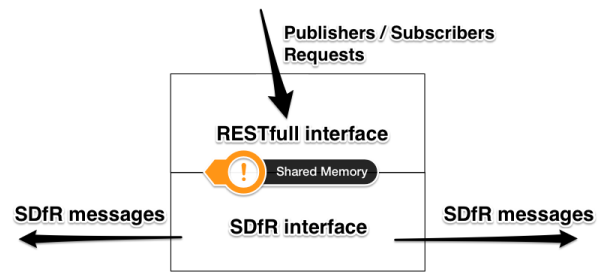 Publishers / Subscribers
Requests
RESTfull interface
! Shared Memory
SDfR messages
SDfR interface
SDfR messages